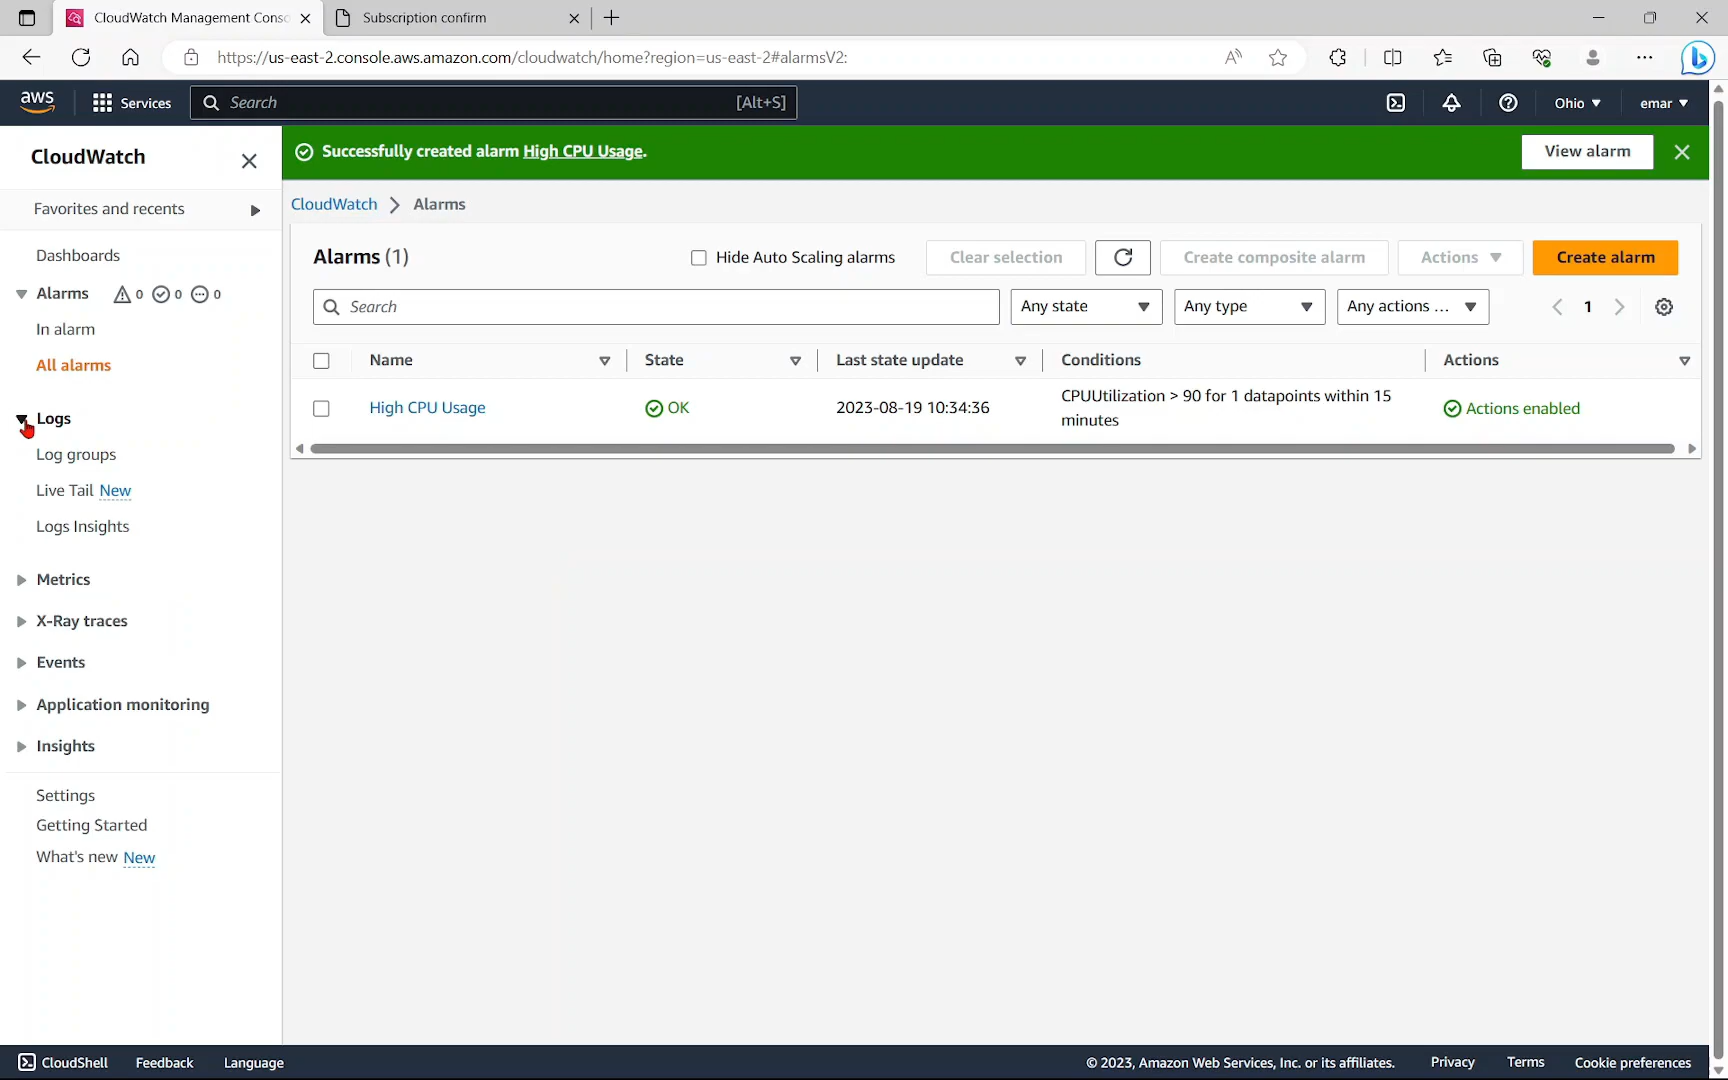 CloudWatch Management Conso
Subscription confirm
https://us-east-2.console.aws.amazon.com/cloudwatch/home?region=us-east-2#alarmsV2:
aws
Services
Search
[Alt+S]
Ohio
emar
CloudWatch
Favorites and recents
Dashboards
Alarms 0 0 0
In alarm
All alarms
Logs
Log groups
Live Tail New
Logs Insights
Metrics
X-Ray traces
Events
Application monitoring
Insights
Settings
Getting Started
What's new New
Successfully created alarm High CPU Usage.
View alarm
CloudWatch > Alarms
Alarms (1)
Hide Auto Scaling alarms
Clear selection
Create composite alarm
Actions
Create alarm
Search
Any state
Any type
Any actions ...
1
Name State Last state update Conditions Actions
High CPU Usage
OK
2023-08-19 10:34:36
CPUUtilization > 90 for 1 datapoints within 15
minutes
Actions enabled
CloudShell Feedback Language
© 2023, Amazon Web Services, Inc. or its affiliates. Privacy Terms Cookie preferences